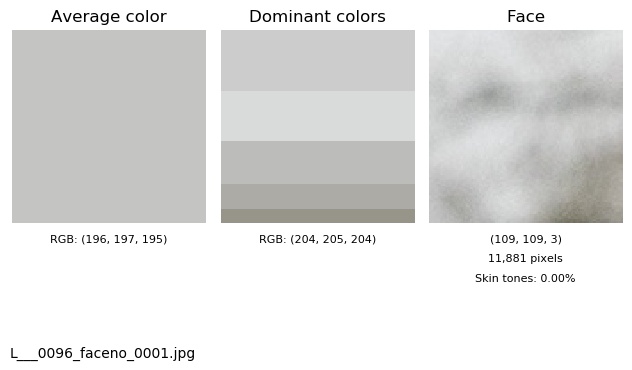 Average color
Dominant colors
Face
RGB: (196, 197, 195)
RGB: (204, 205, 204)
(109, 109, 3)
11,881 pixels
Skin tones: 0.00%
L___0096_faceno_0001.jpg